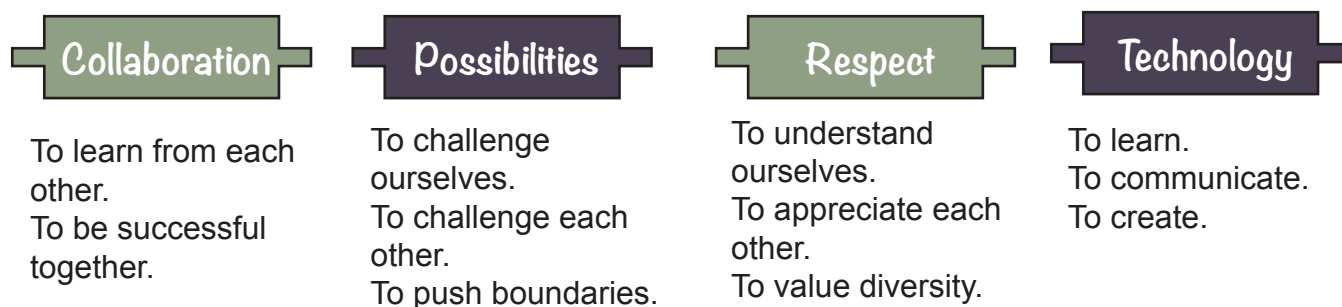 Collaboration
To learn from each
other.
To be successful
together.
Possibilities
To challenge
ourselves.
To challenge each
other.
To push boundaries.
Respect
To understand
ourselves.
To appreciate each
other.
To value diversity.
Technology
To learn.
To communicate.
To create.